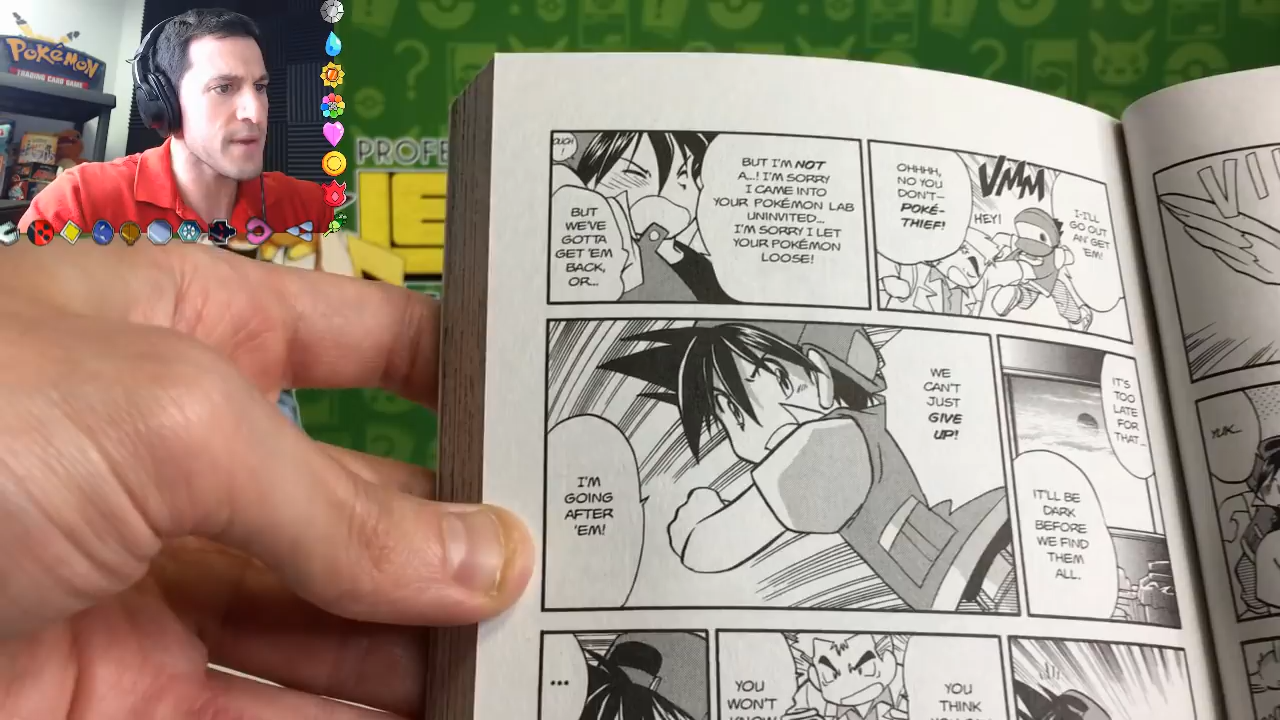 POKÉMON
TRADING CARD GAME
PROFE
OUCH
!
BUT I'M NOT
A...! I'M SORRY
I CAME INTO
YOUR POKÉMON LAB
UNINVITED...
I'M SORRY I LET
YOUR POKÉMON
LOOSE!
BUT
WE'VE
GOTTA
GET 'EM
BACK,
OR...
OHHHH,
NO YOU
DON'T—
POKÉ-
THIEF!
VMM
HEY!
I-I'LL
GO OUT
AN' GET
'EM!
WE
CAN'T
JUST
GIVE
UP!
I'M
GOING
AFTER
'EM!
IT'S
TOO
LATE
FOR
THAT...
IT'LL BE
DARK
BEFORE
WE FIND
THEM
ALL.
...
YOU
WON'T
YOU
THINK
YUK...